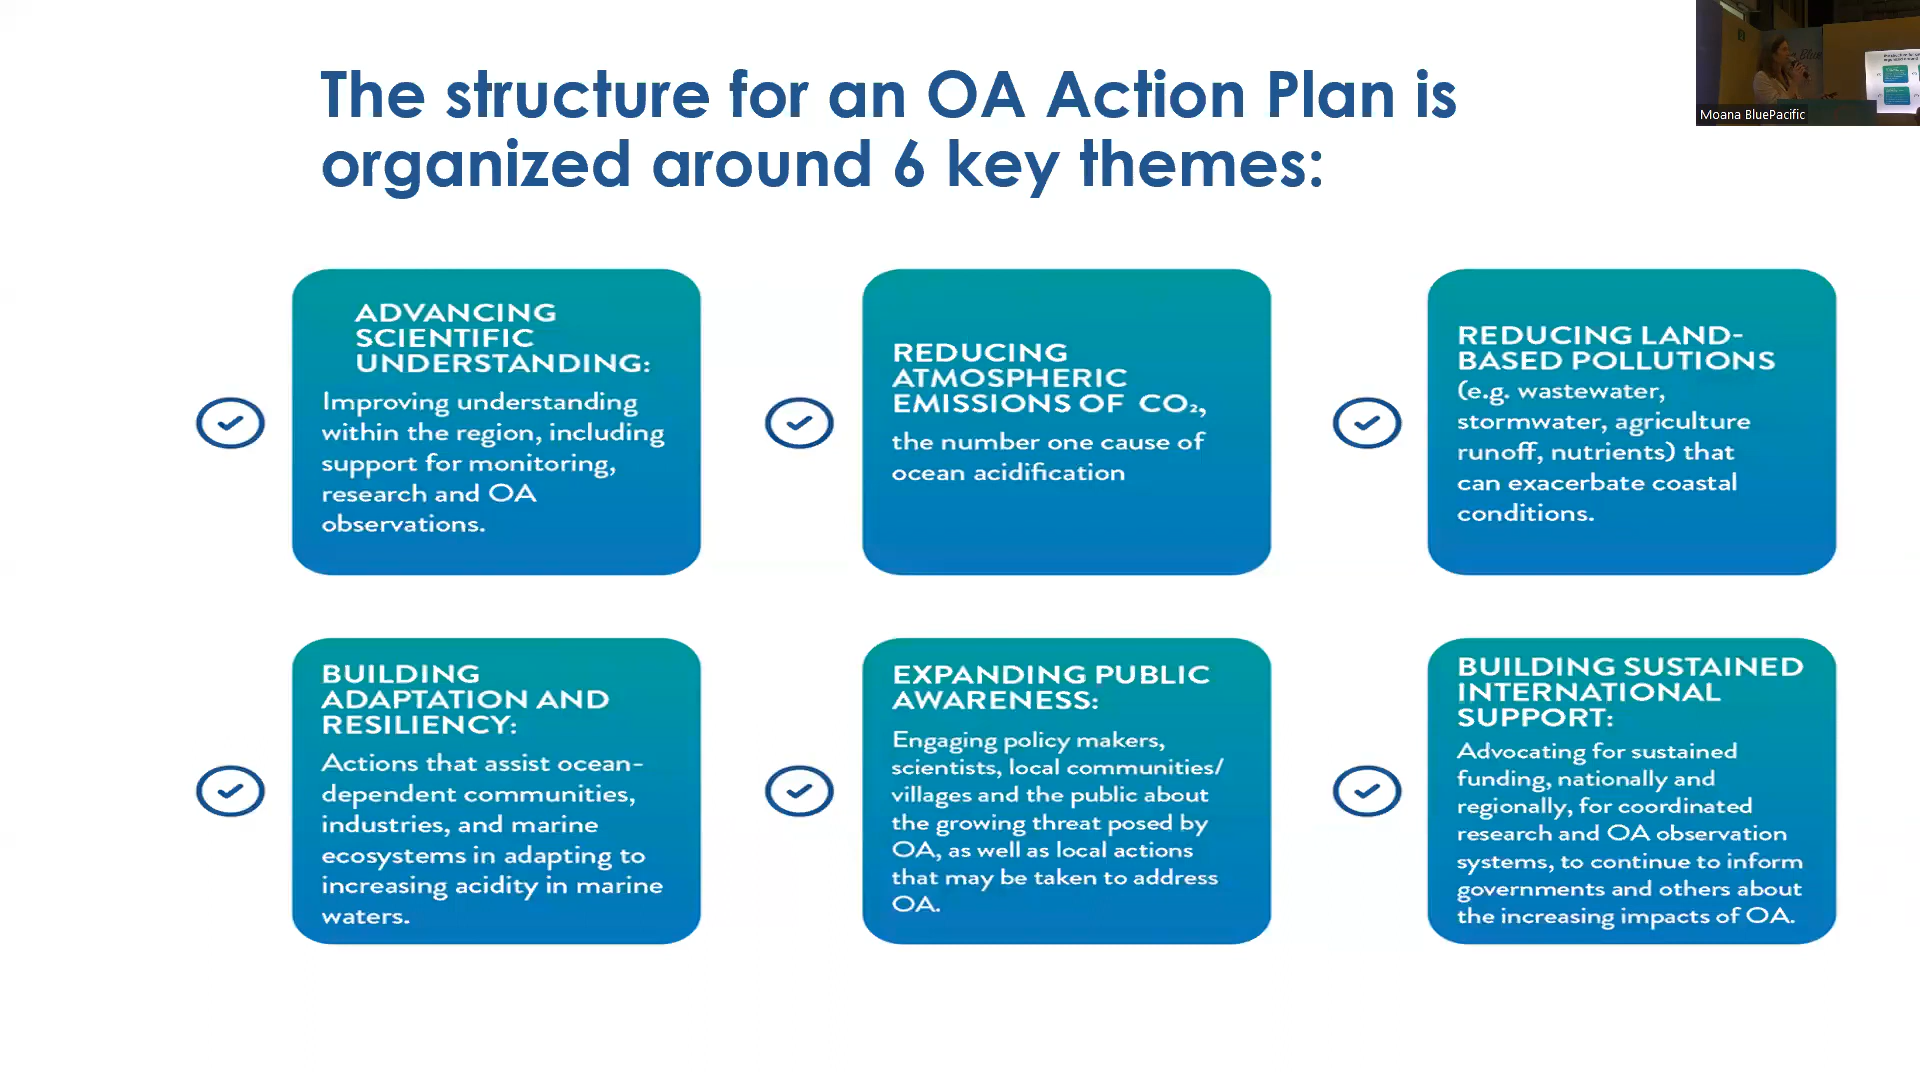 The structure for an OA Action Plan is
organized around 6 key themes:
Moana BluePacific
ADVANCING
SCIENTIFIC
UNDERSTANDING:
Improving understanding
within the region, including
support for monitoring,
research and OA
observations.
REDUCING
ATMOSPHERIC
EMISSIONS OF CO₂,
the number one cause of
ocean acidification
REDUCING LAND-
BASED POLLUTIONS
(e.g. wastewater,
stormwater, agriculture
runoff, nutrients) that
can exacerbate coastal
conditions.
BUILDING
ADAPTATION AND
RESILIENCY:
Actions that assist ocean-
dependent communities,
industries, and marine
ecosystems in adapting to
increasing acidity in marine
waters.
EXPANDING PUBLIC
AWARENESS:
Engaging policy makers,
scientists, local communities/
villages and the public about
the growing threat posed by
OA, as well as local actions
that may be taken to address
OA.
BUILDING SUSTAINED
INTERNATIONAL
SUPPORT:
Advocating for sustained
funding, nationally and
regionally, for coordinated
research and OA observation
systems, to continue to inform
governments and others about
the increasing impacts of OA.